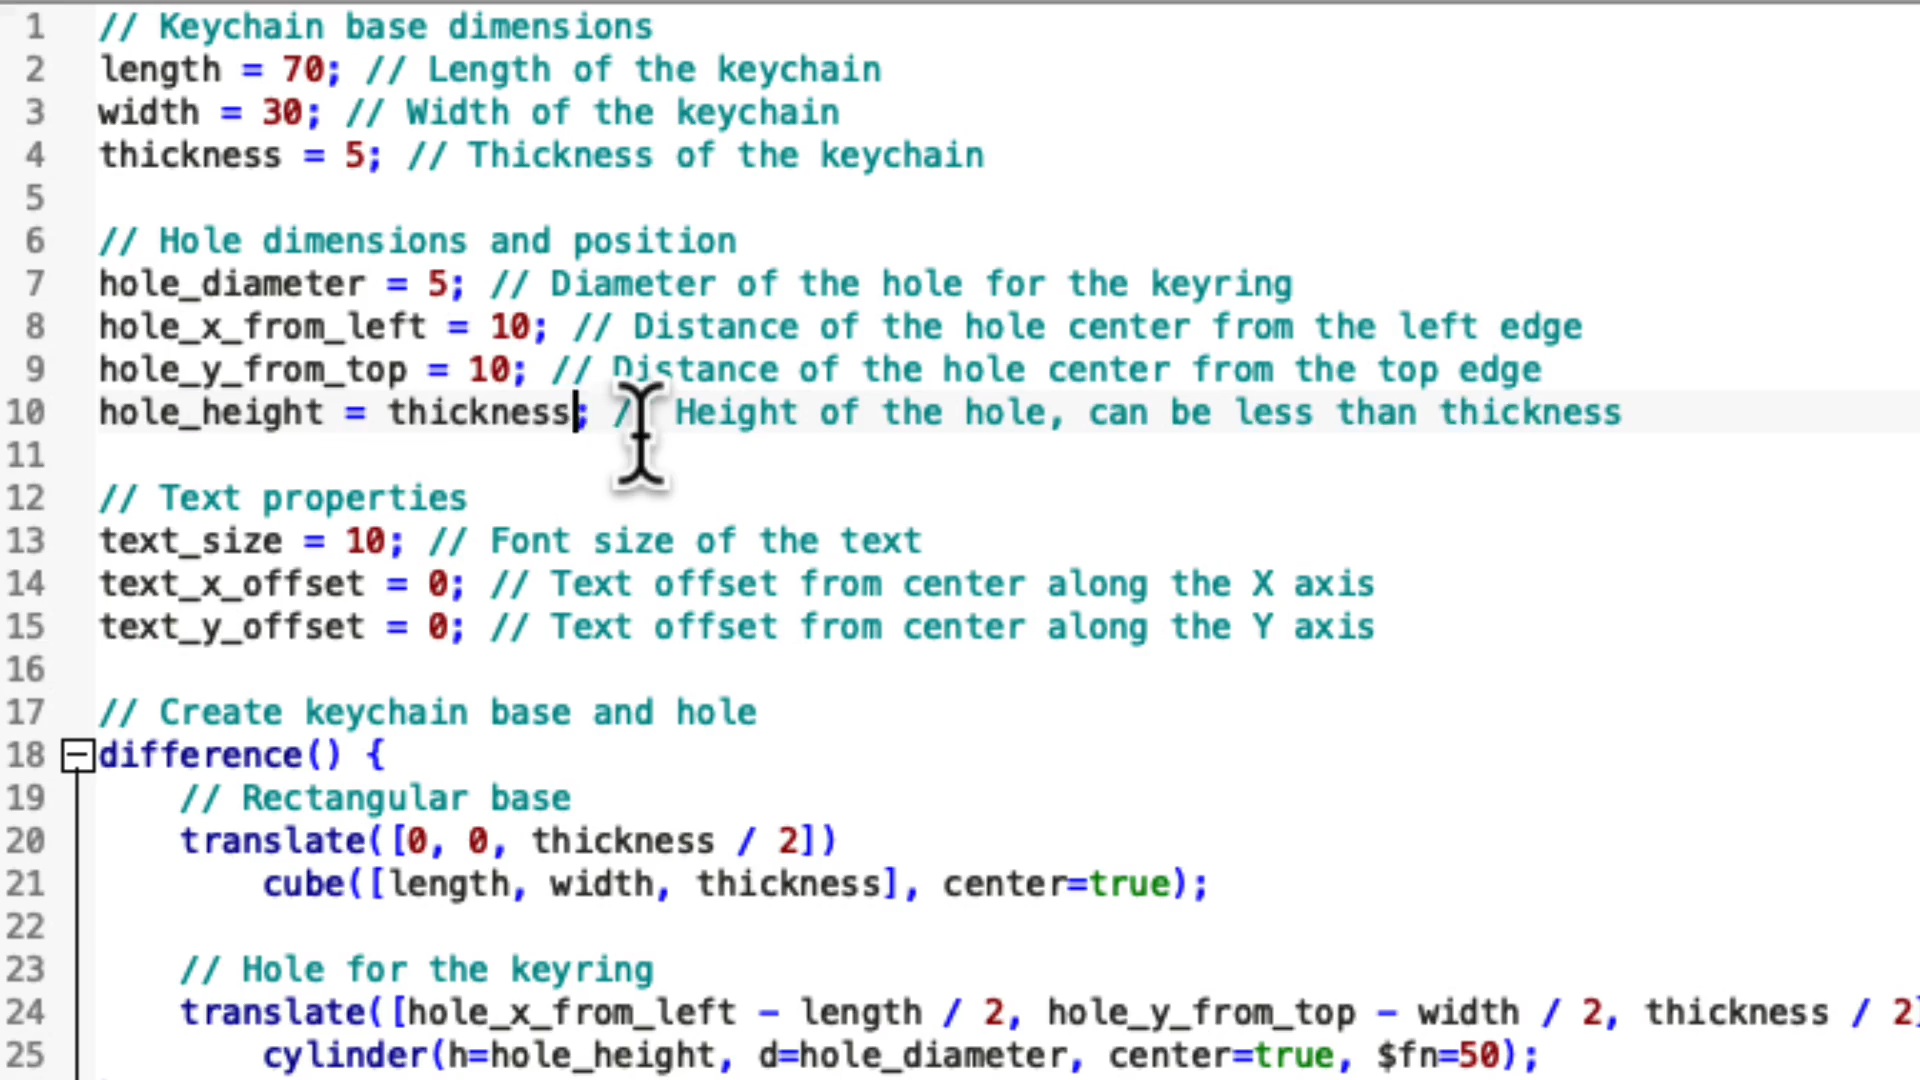 1 // Keychain base dimensions
2 length = 70; // Length of the keychain
3 width = 30; // Width of the keychain
4 thickness = 5; // Thickness of the keychain
5
6 // Hole dimensions and position
7 hole_diameter = 5; // Diameter of the hole for the keyring
8 hole_x_from_left = 10; // Distance of the hole center from the left edge
9 hole_y_from_top = 10; // Distance of the hole center from the top edge
10 hole_height = thickness; // Height of the hole, can be less than thickness
11
12 // Text properties
13 text_size = 10; // Font size of the text
14 text_x_offset = 0; // Text offset from center along the X axis
15 text_y_offset = 0; // Text offset from center along the Y axis
16
17 // Create keychain base and hole
18 difference() {
19     // Rectangular base
20     translate([0, 0, thickness / 2])
21         cube([length, width, thickness], center=true);
22
23     // Hole for the keyring
24     translate([hole_x_from_left - length / 2, hole_y_from_top - width / 2, thickness / 2]
25         cylinder(h=hole_height, d=hole_diameter, center=true, $fn=50);